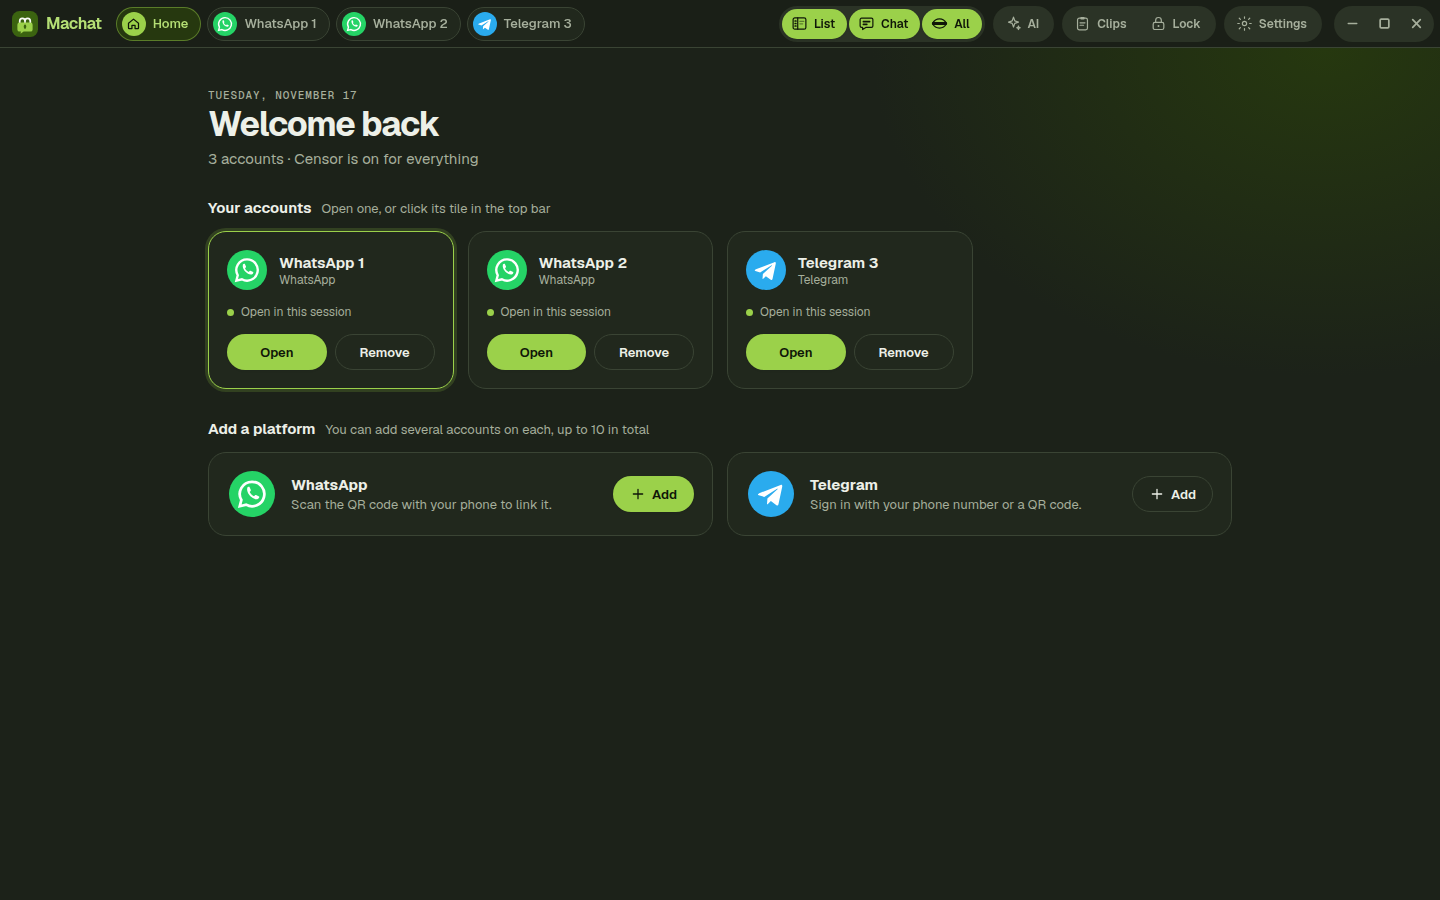 Machat
Home
WhatsApp 1
WhatsApp 2
Telegram 3
List
Chat
All
AI
Clips
Lock
Settings
TUESDAY, NOVEMBER 17
Welcome back
3 accounts · Censor is on for everything
Your accounts Open one, or click its tile in the top bar
WhatsApp 1
WhatsApp
Open in this session
Open
Remove
WhatsApp 2
WhatsApp
Open in this session
Open
Remove
Telegram 3
Telegram
Open in this session
Open
Remove
Add a platform You can add several accounts on each, up to 10 in total
WhatsApp
Scan the QR code with your phone to link it.
Add
Telegram
Sign in with your phone number or a QR code.
Add